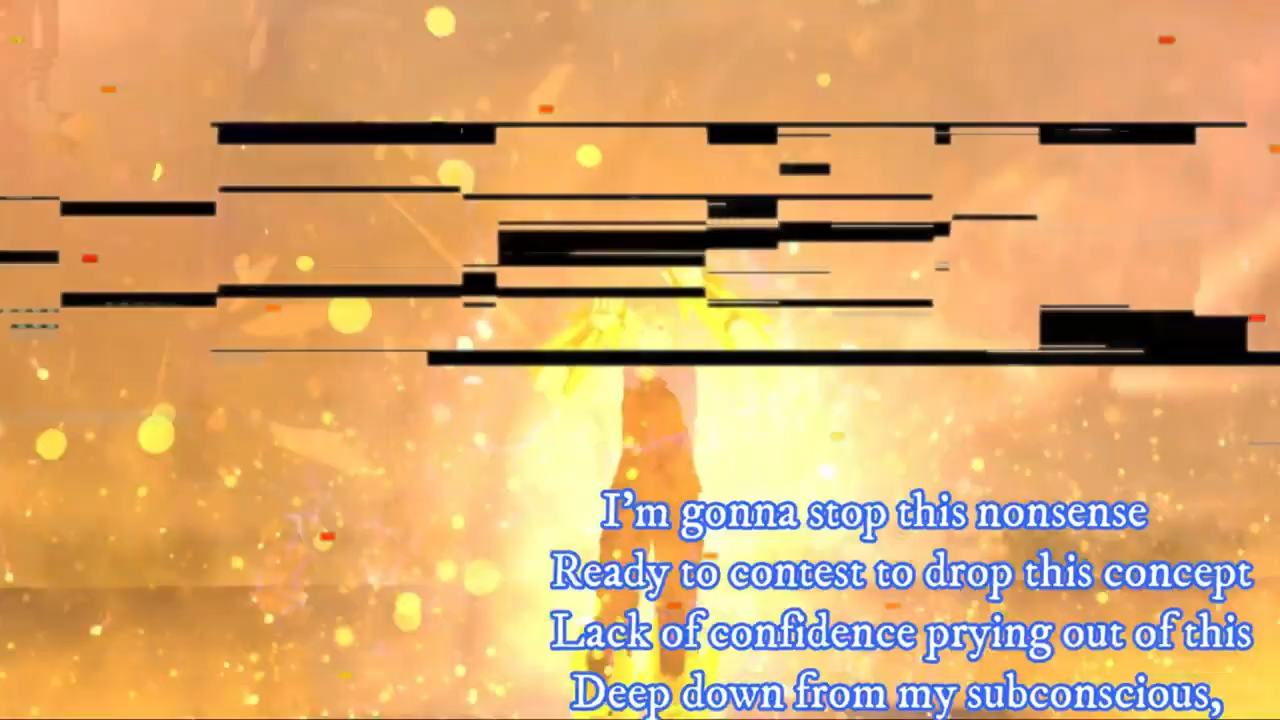 I'm gonna stop this nonsense
Ready to contest to drop this concept
Lack of confidence prying out of this
Deep down from my subconscious,